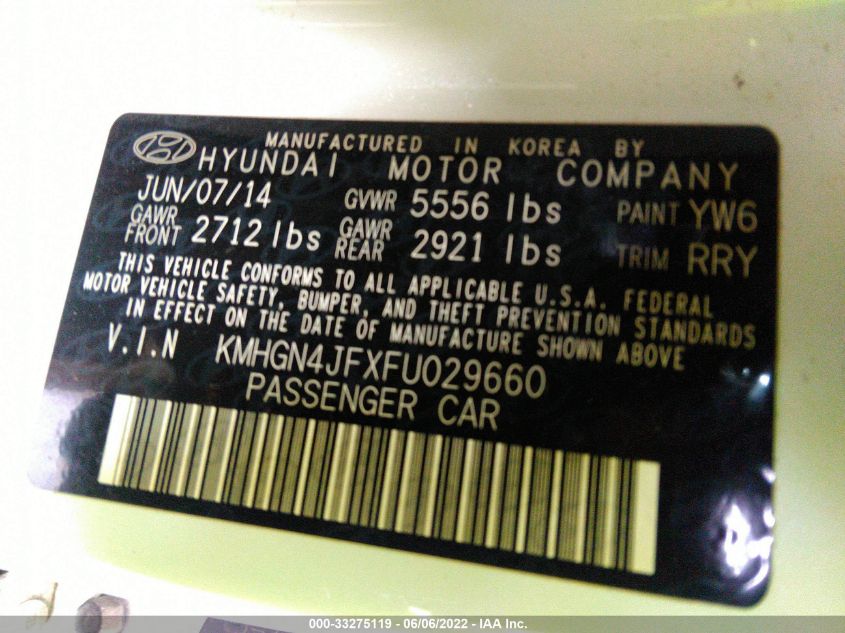 MANUFACTURED IN KOREA BY
HYUNDAI MOTOR COMPANY
JUN/07/14 GVWR 5556 lbs PAINT YW6
GAWR FRONT 2712 lbs GAWR REAR 2921 lbs TRIM RRY
THIS VEHICLE CONFORMS TO ALL APPLICABLE U.S.A. FEDERAL
MOTOR VEHICLE SAFETY, BUMPER, AND THEFT PREVENTION STANDARDS
IN EFFECT ON THE DATE OF MANUFACTURE SHOWN ABOVE
V.I.N KMHGN4JFXFU029660
PASSENGER CAR
000-33275119 - 06/06/2022 - IAA Inc.